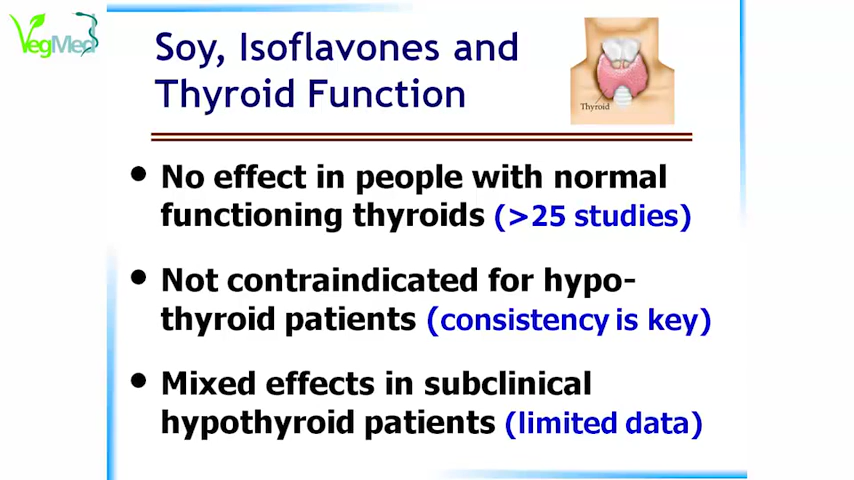 VegMed
Soy, Isoflavones and
Thyroid Function
Thyroid
• No effect in people with normal
functioning thyroids (>25 studies)
• Not contraindicated for hypo-
thyroid patients (consistency is key)
• Mixed effects in subclinical
hypothyroid patients (limited data)